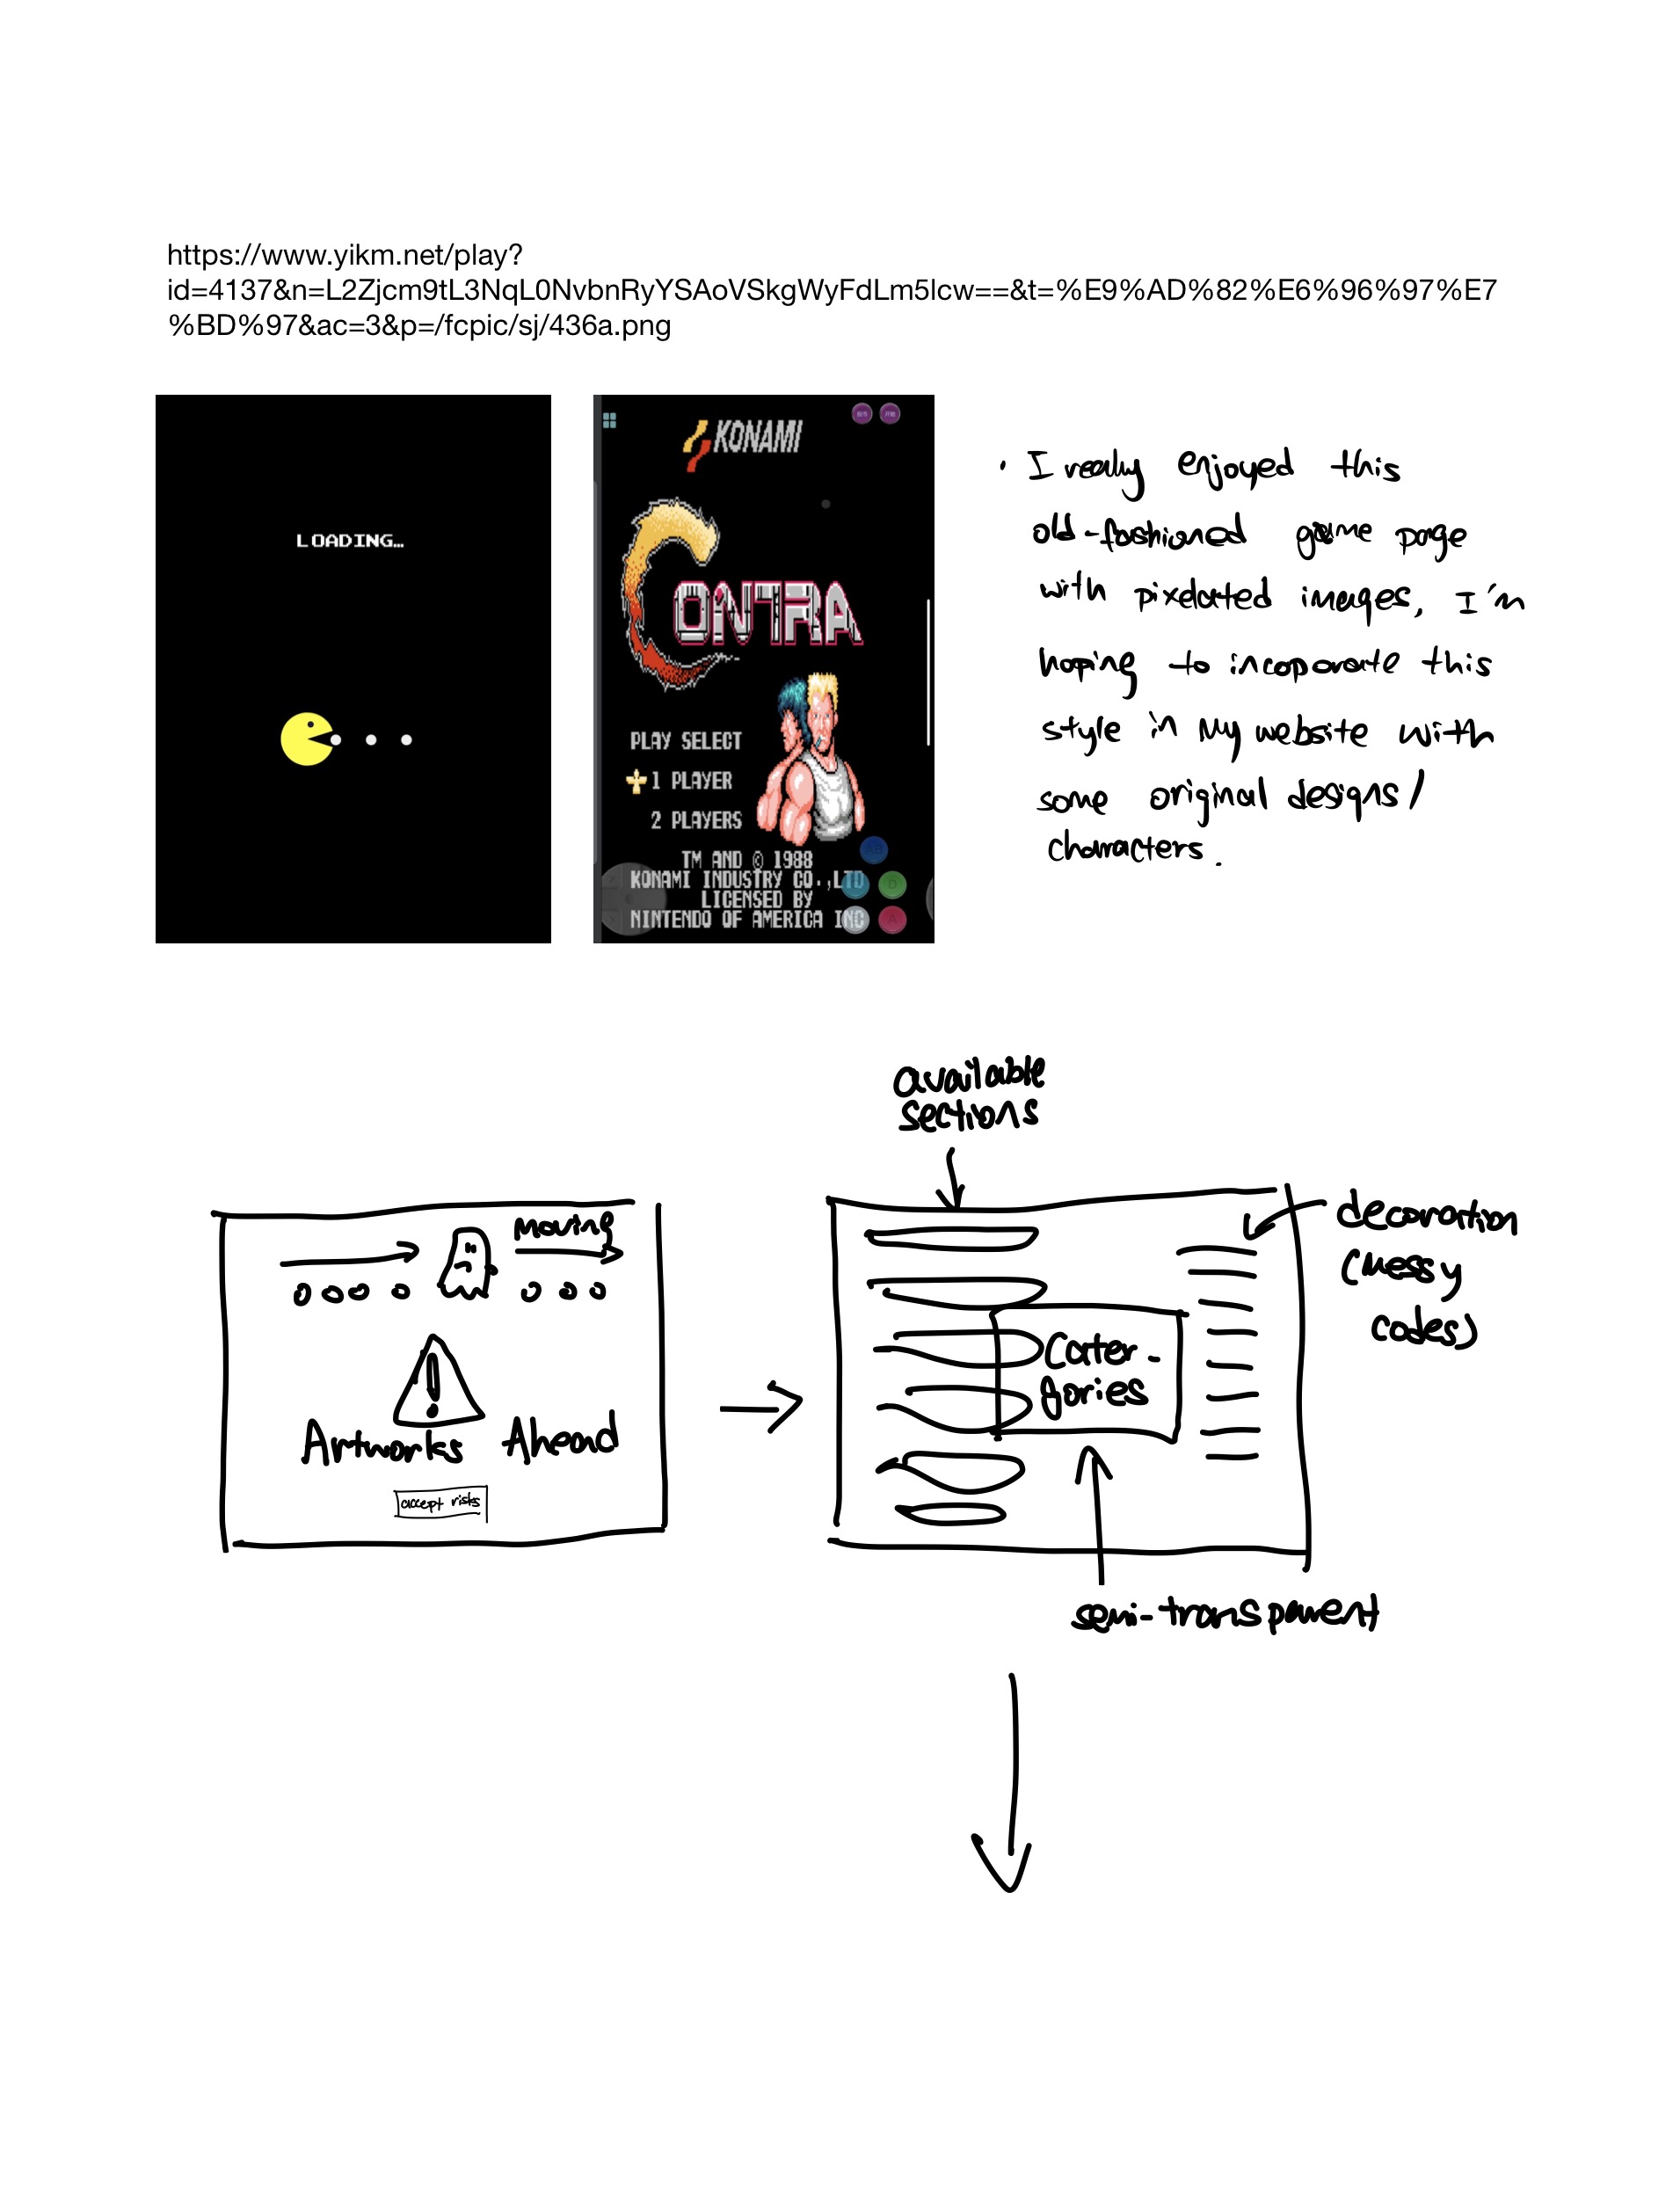 https://www.yikm.net/play?
id=4137&n=L2Zjcm9tL3NqL0NvbnRyYSAoVSkgWyFdLm5lcw==&t=%E9%AD%82%E6%96%97%E7
%BD%97&ac=3&p=/fcpic/sj/436a.png
LOADING...
KONAMI
CONTRA
PLAY SELECT
1 PLAYER
2 PLAYERS
TM AND © 1988
KONAMI INDUSTRY CO.,LTD
LICENSED BY
NINTENDO OF AMERICA INC
D
A
· I really enjoyed this
old-fashioned game page
with pixelated images, I'm
hoping to incoporate this
style in my website with
some original designs/
characters.
moving
!
Artworks Ahead
accept risks
available
sections
Cater-
gories
decoration
(messy
codes)
semi-transparent